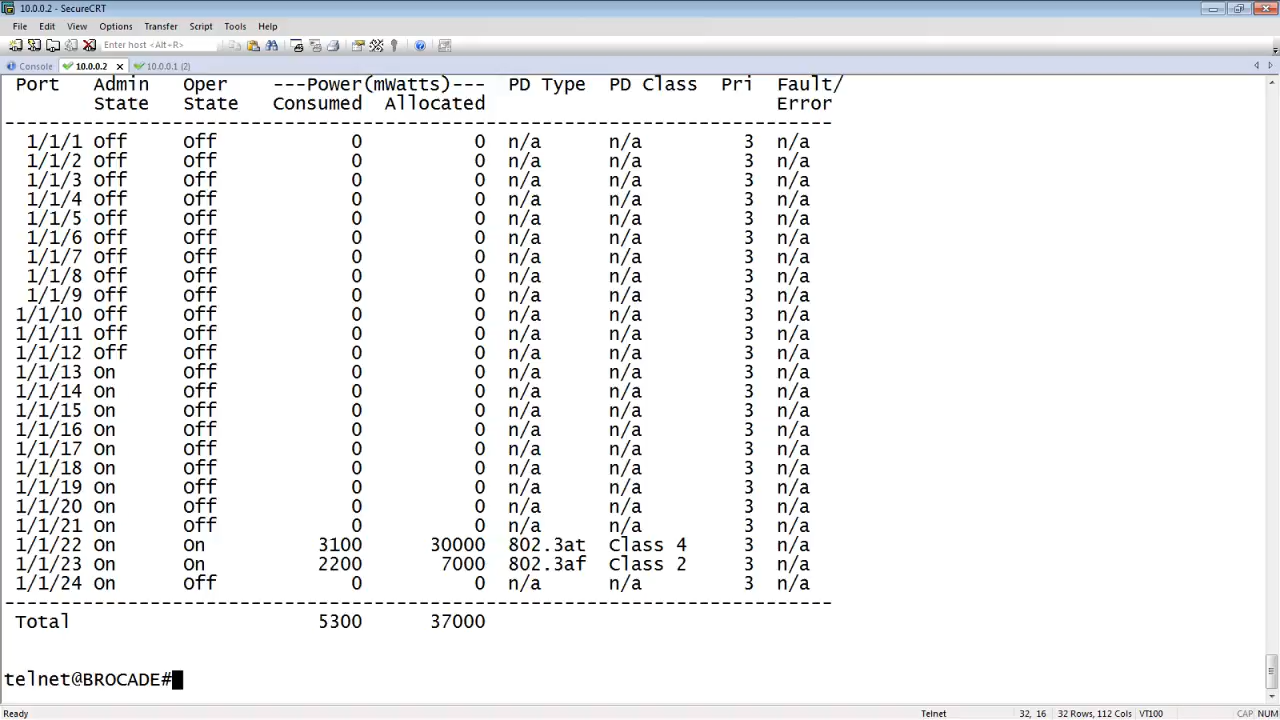 10.0.0.2 - SecureCRT
File Edit View Options Transfer Script Tools Help
Enter host <Alt+R>
Console 10.0.0.2 10.0.0.1 (2)
Port Admin Oper ---Power(mWatts)--- PD Type PD Class Pri Fault/
State State Consumed Allocated Error
--------------------------------------------------------------------------
1/1/1 Off Off 0 0 n/a n/a 3 n/a
1/1/2 Off Off 0 0 n/a n/a 3 n/a
1/1/3 Off Off 0 0 n/a n/a 3 n/a
1/1/4 Off Off 0 0 n/a n/a 3 n/a
1/1/5 Off Off 0 0 n/a n/a 3 n/a
1/1/6 Off Off 0 0 n/a n/a 3 n/a
1/1/7 Off Off 0 0 n/a n/a 3 n/a
1/1/8 Off Off 0 0 n/a n/a 3 n/a
1/1/9 Off Off 0 0 n/a n/a 3 n/a
1/1/10 Off Off 0 0 n/a n/a 3 n/a
1/1/11 Off Off 0 0 n/a n/a 3 n/a
1/1/12 Off Off 0 0 n/a n/a 3 n/a
1/1/13 On Off 0 0 n/a n/a 3 n/a
1/1/14 On Off 0 0 n/a n/a 3 n/a
1/1/15 On Off 0 0 n/a n/a 3 n/a
1/1/16 On Off 0 0 n/a n/a 3 n/a
1/1/17 On Off 0 0 n/a n/a 3 n/a
1/1/18 On Off 0 0 n/a n/a 3 n/a
1/1/19 On Off 0 0 n/a n/a 3 n/a
1/1/20 On Off 0 0 n/a n/a 3 n/a
1/1/21 On Off 0 0 n/a n/a 3 n/a
1/1/22 On On 3100 30000 802.3at Class 4 3 n/a
1/1/23 On On 2200 7000 802.3af Class 2 3 n/a
1/1/24 On Off 0 0 n/a n/a 3 n/a
--------------------------------------------------------------------------
Total 5300 37000
telnet@BROCADE#
Ready Telnet 32, 16 32 Rows, 112 Cols VT100 CAP NUM